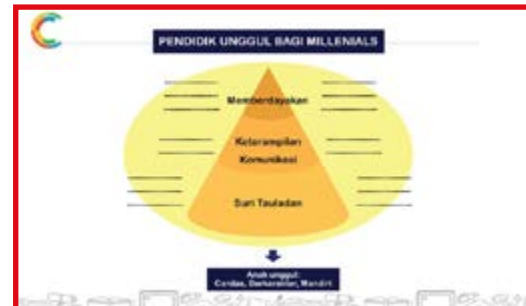 PENDIDIK UNGGUL BAGI MILLENIALS
Memberdayakan
Keterampilan
Komunikasi
Suri Tauladan
Anak unggul:
Cerdas, Berkarakter, Mandiri